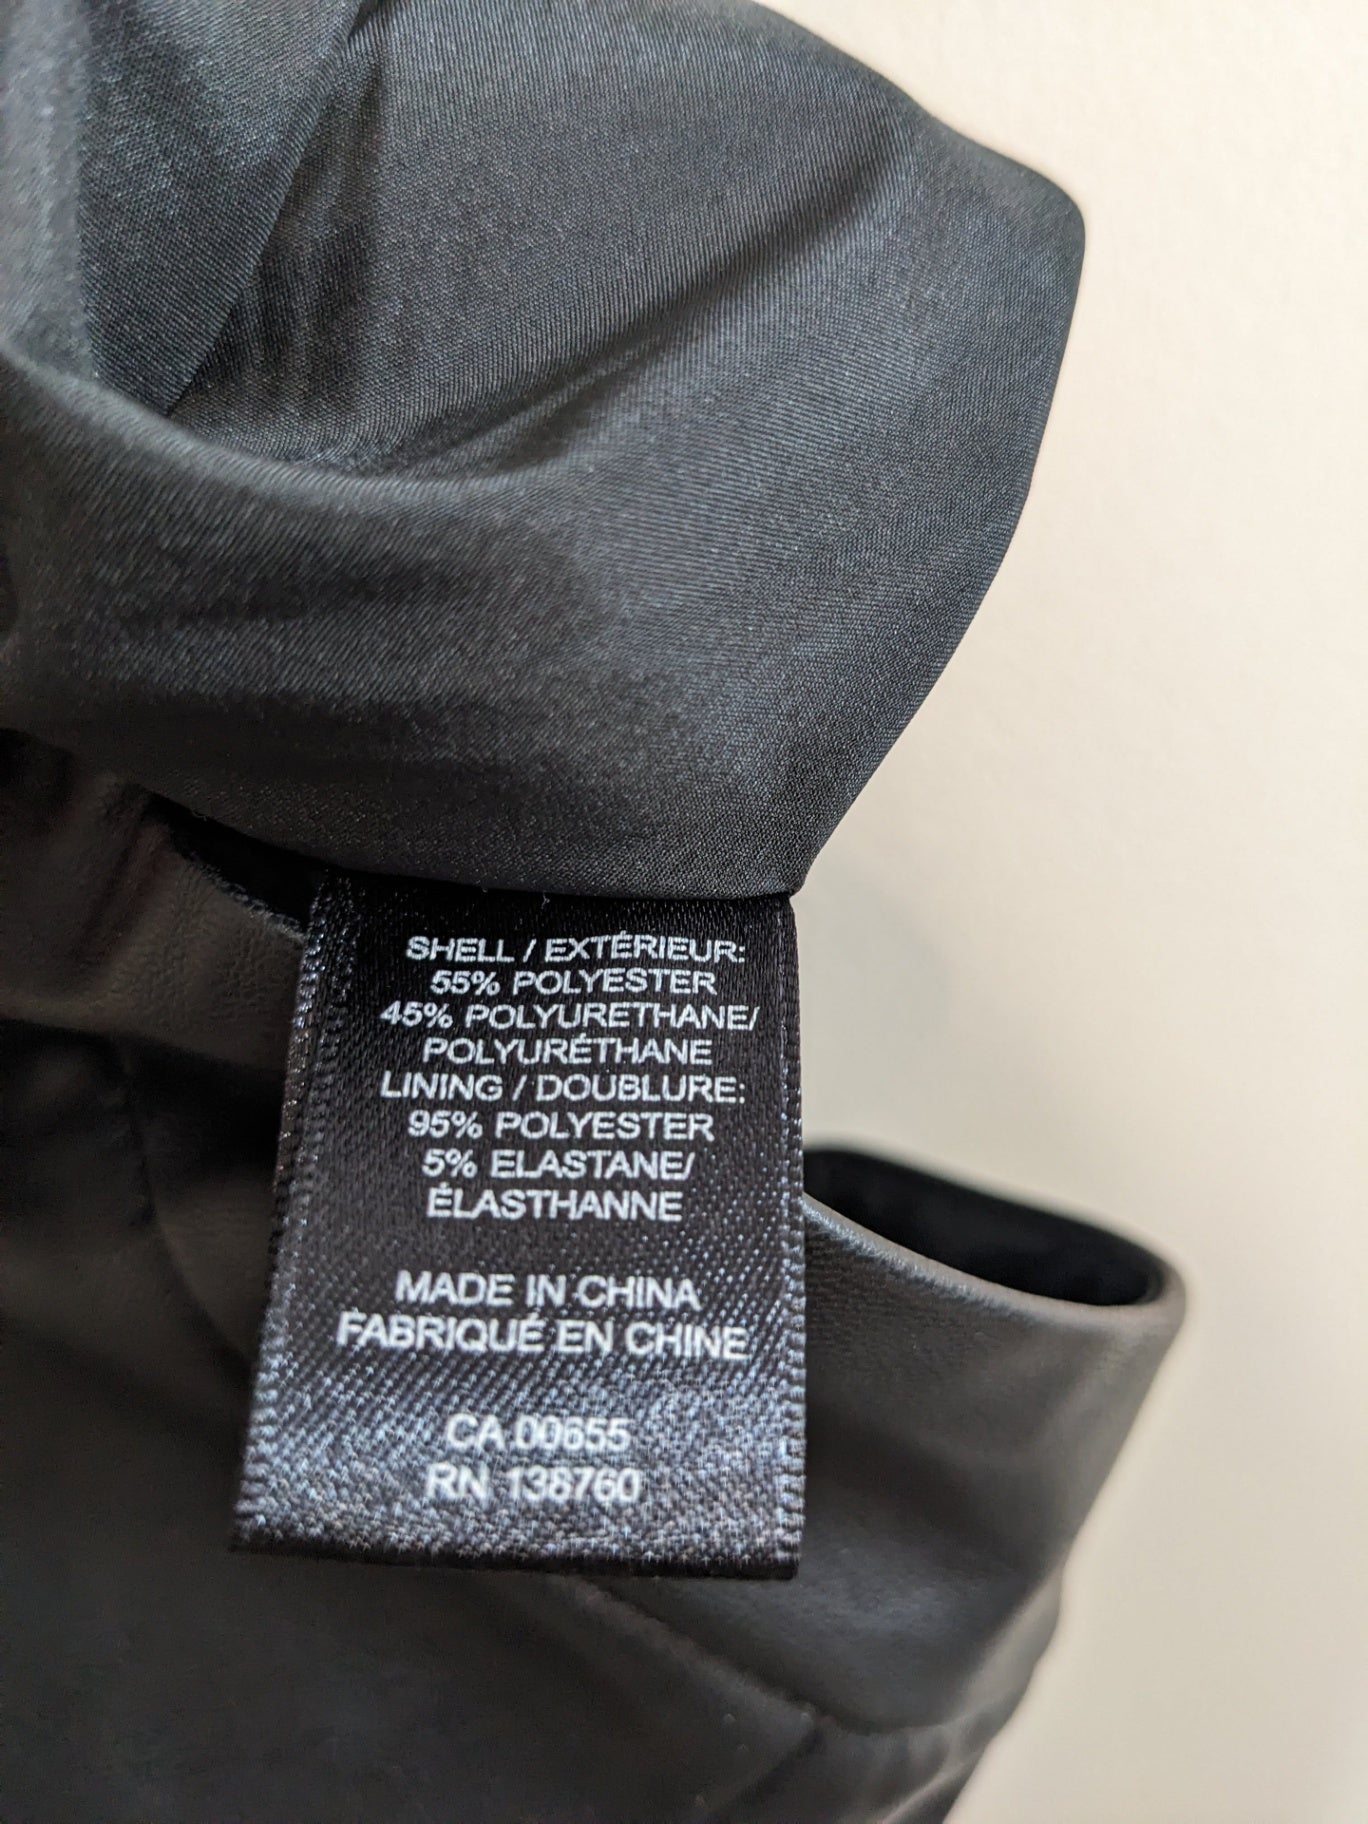 SHELL / EXTÉRIEUR:
55% POLYESTER
45% POLYURETHANE/
POLYURÉTHANE
LINING / DOUBLURE:
95% POLYESTER
5% ELASTANE/
ÉLASTHANNE
MADE IN CHINA
FABRIQUÉ EN CHINE
CA 00655
RN 138760